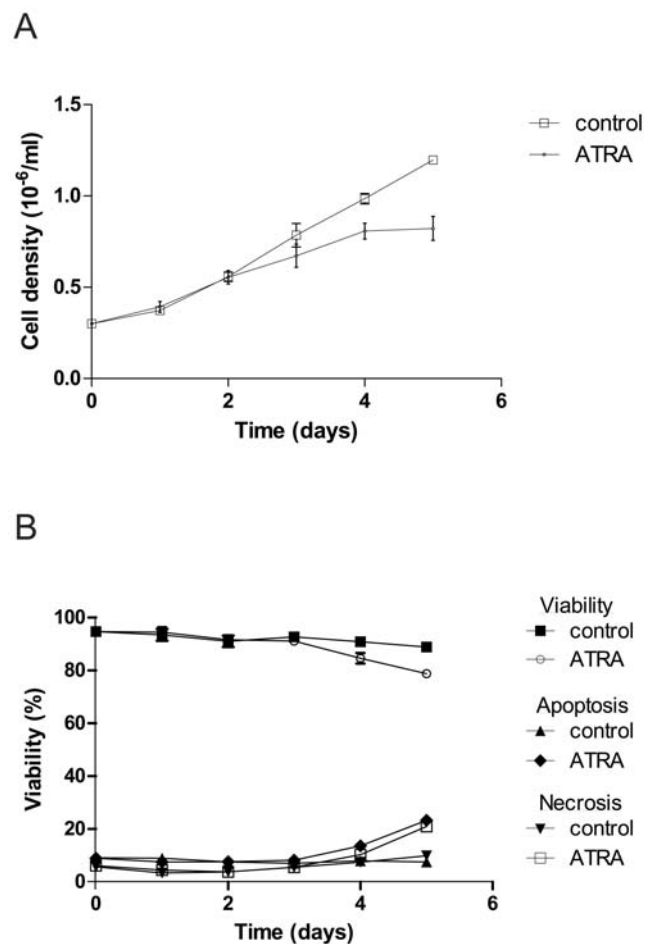 A
1.5
1.0
0.5
0.0
0 2 4 6
Cell density (10⁻⁶/ml)
Time (days)
control
ATRA
B
100
80
60
40
20
0
0 2 4 6
Viability (%)
Time (days)
Viability
control
ATRA
Apoptosis
control
ATRA
Necrosis
control
ATRA